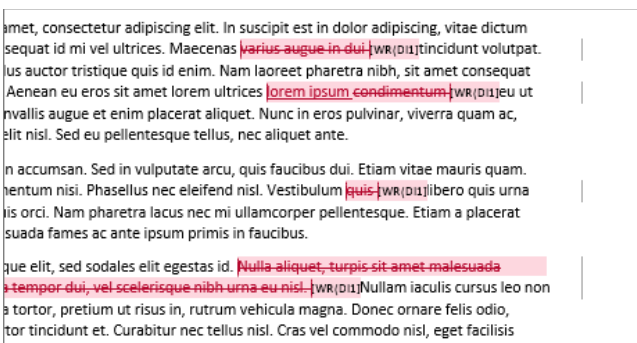 amet, consectetur adipiscing elit. In suscipit est in dolor adipiscing, vitae dictum
sequat id mi vel ultrices. Maecenas varius augue in dui [WR(DI1]tincidunt volutpat.
lus auctor tristique quis id enim. Nam laoreet pharetra nibh, sit amet consequat
Aenean eu eros sit amet lorem ultrices lorem ipsum condimentum [WR(DI1]eu ut
nvallis augue et enim placerat aliquet. Nunc in eros pulvinar, viverra quam ac,
elit nisl. Sed eu pellentesque tellus, nec aliquet ante.
n accumsan. Sed in vulputate arcu, quis faucibus dui. Etiam vitae mauris quam.
nentum nisi. Phasellus nec eleifend nisl. Vestibulum quis [WR(DI1]libero quis urna
is orci. Nam pharetra lacus nec mi ullamcorper pellentesque. Etiam a placerat
suada fames ac ante ipsum primis in faucibus.
que elit, sed sodales elit egestas id. Nulla aliquet, turpis sit amet malesuada
tempor dui, vel scelerisque nibh urna eu nisl. [WR(DI1]Nullam iaculis cursus leo non
a tortor, pretium ut risus in, rutrum vehicula magna. Donec ornare felis odio,
tor tincidunt et. Curabitur nec tellus nisl. Cras vel commodo nisl, eget facilisis